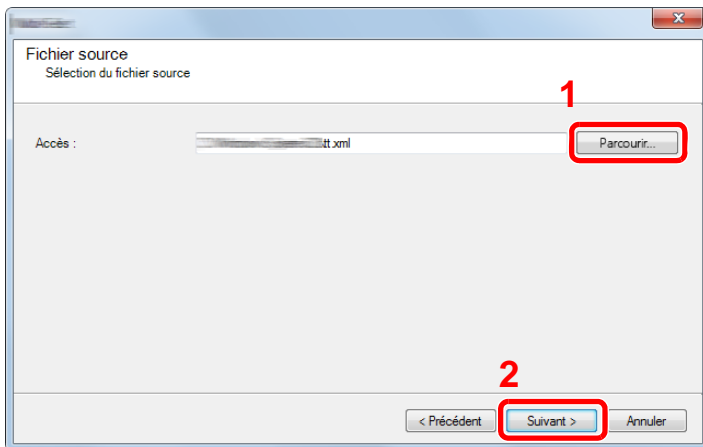 Fichier source
Sélection du fichier source
1
Accès :
tt.xml
Parcourir...
2
< Précédent
Suivant >
Annuler